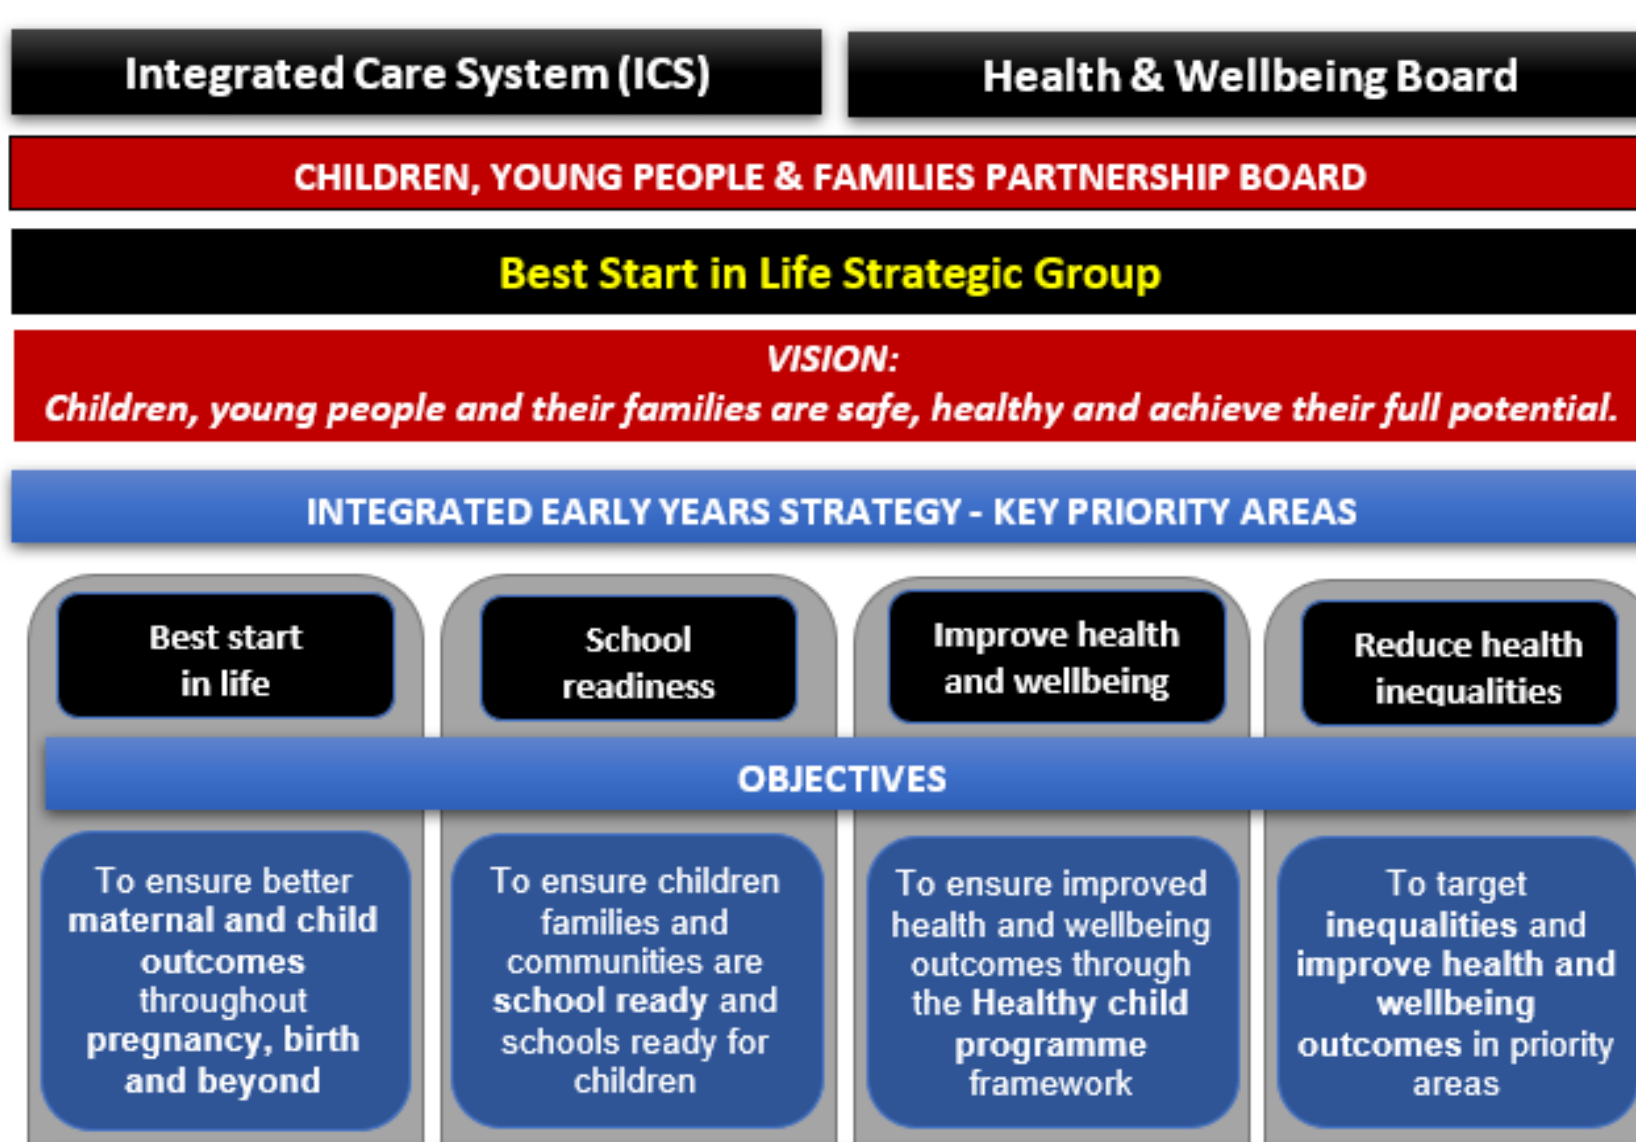 Integrated Care System (ICS)
Health & Wellbeing Board
CHILDREN, YOUNG PEOPLE & FAMILIES PARTNERSHIP BOARD
Best Start in Life Strategic Group
VISION:
Children, young people and their families are safe, healthy and achieve their full potential.
INTEGRATED EARLY YEARS STRATEGY - KEY PRIORITY AREAS
Best start
in life
School
readiness
Improve health
and wellbeing
Reduce health
inequalities
OBJECTIVES
To ensure better
maternal and child
outcomes
throughout
pregnancy, birth
and beyond
To ensure children
families and
communities are
school ready and
schools ready for
children
To ensure improved
health and wellbeing
outcomes through
the Healthy child
programme
framework
To target
inequalities and
improve health and
wellbeing
outcomes in priority
areas